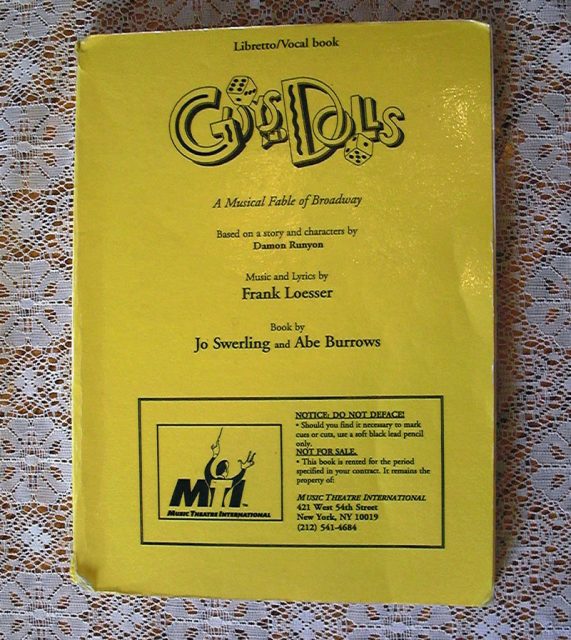 Libretto/Vocal book
Guys and Dolls
A Musical Fable of Broadway
Based on a story and characters by
Damon Runyon
Music and Lyrics by
Frank Loesser
Book by
Jo Swerling and Abe Burrows
NOTICE: DO NOT DEFACE!
• Should you find it necessary to mark
cues or cuts, use a soft black lead pencil
only.
NOT FOR SALE.
• This book is rented for the period
specified in your contract. It remains the
property of:
MUSIC THEATRE INTERNATIONAL
421 West 54th Street
New York, NY 10019
(212) 541-4684
MTI™
MUSIC THEATRE INTERNATIONAL